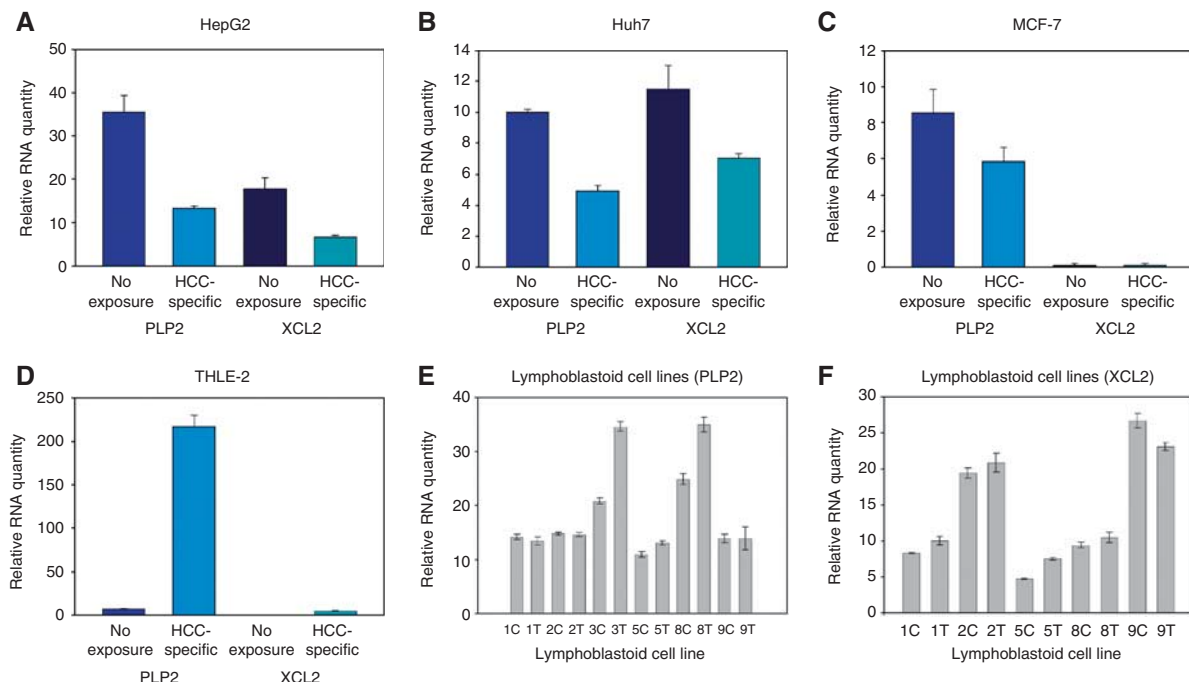 A
HepG2
Relative RNA quantity
50
40
30
20
10
0
No exposure
HCC-specific
No exposure
HCC-specific
PLP2
XCL2
B
Huh7
Relative RNA quantity
14
12
10
8
6
4
2
0
No exposure
HCC-specific
No exposure
HCC-specific
PLP2
XCL2
C
MCF-7
Relative RNA quantity
12
10
8
6
4
2
0
No exposure
HCC-specific
No exposure
HCC-specific
PLP2
XCL2
D
THLE-2
Relative RNA quantity
250
200
150
100
50
0
No exposure
HCC-specific
No exposure
HCC-specific
PLP2
XCL2
E
Lymphoblastoid cell lines (PLP2)
Relative RNA quantity
40
30
20
10
0
1C 1T 2C 2T 3C 3T 5C 5T 8C 8T 9C 9T
Lymphoblastoid cell line
F
Lymphoblastoid cell lines (XCL2)
Relative RNA quantity
30
25
20
15
10
5
0
1C 1T 2C 2T 5C 5T 8C 8T 9C 9T
Lymphoblastoid cell line